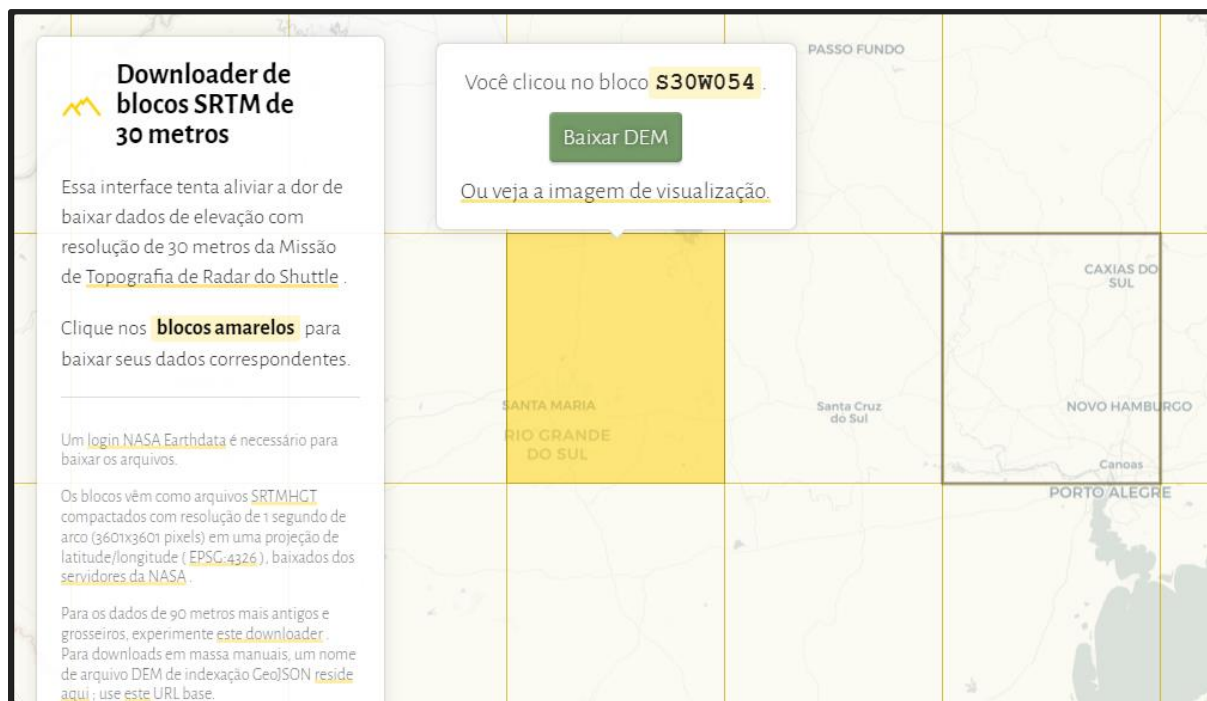 Downloader de
blocos SRTM de
30 metros
Essa interface tenta aliviar a dor de
baixar dados de elevação com
resolução de 30 metros da Missão
de Topografia de Radar do Shuttle .
Clique nos blocos amarelos para
baixar seus dados correspondentes.
Um login NASA Earthdata é necessário para
baixar os arquivos.
Os blocos vêm como arquivos SRTMHGT
compactados com resolução de 1 segundo de
arco (3601x3601 pixels) em uma projeção de
latitude/longitude ( EPSG:4326 ), baixados dos
servidores da NASA .
Para os dados de 90 metros mais antigos e
grosseiros, experimente este downloader .
Para downloads em massa manuais, um nome
de arquivo DEM de indexação GeoJSON reside
aqui ; use este URL base.
Você clicou no bloco S30W054 .
Baixar DEM
Ou veja a imagem de visualização.
PASSO FUNDO
CAXIAS DO
SUL
SANTA MARIA
RIO GRANDE
DO SUL
Santa Cruz
do Sul
NOVO HAMBURGO
Canoas
PORTO ALEGRE